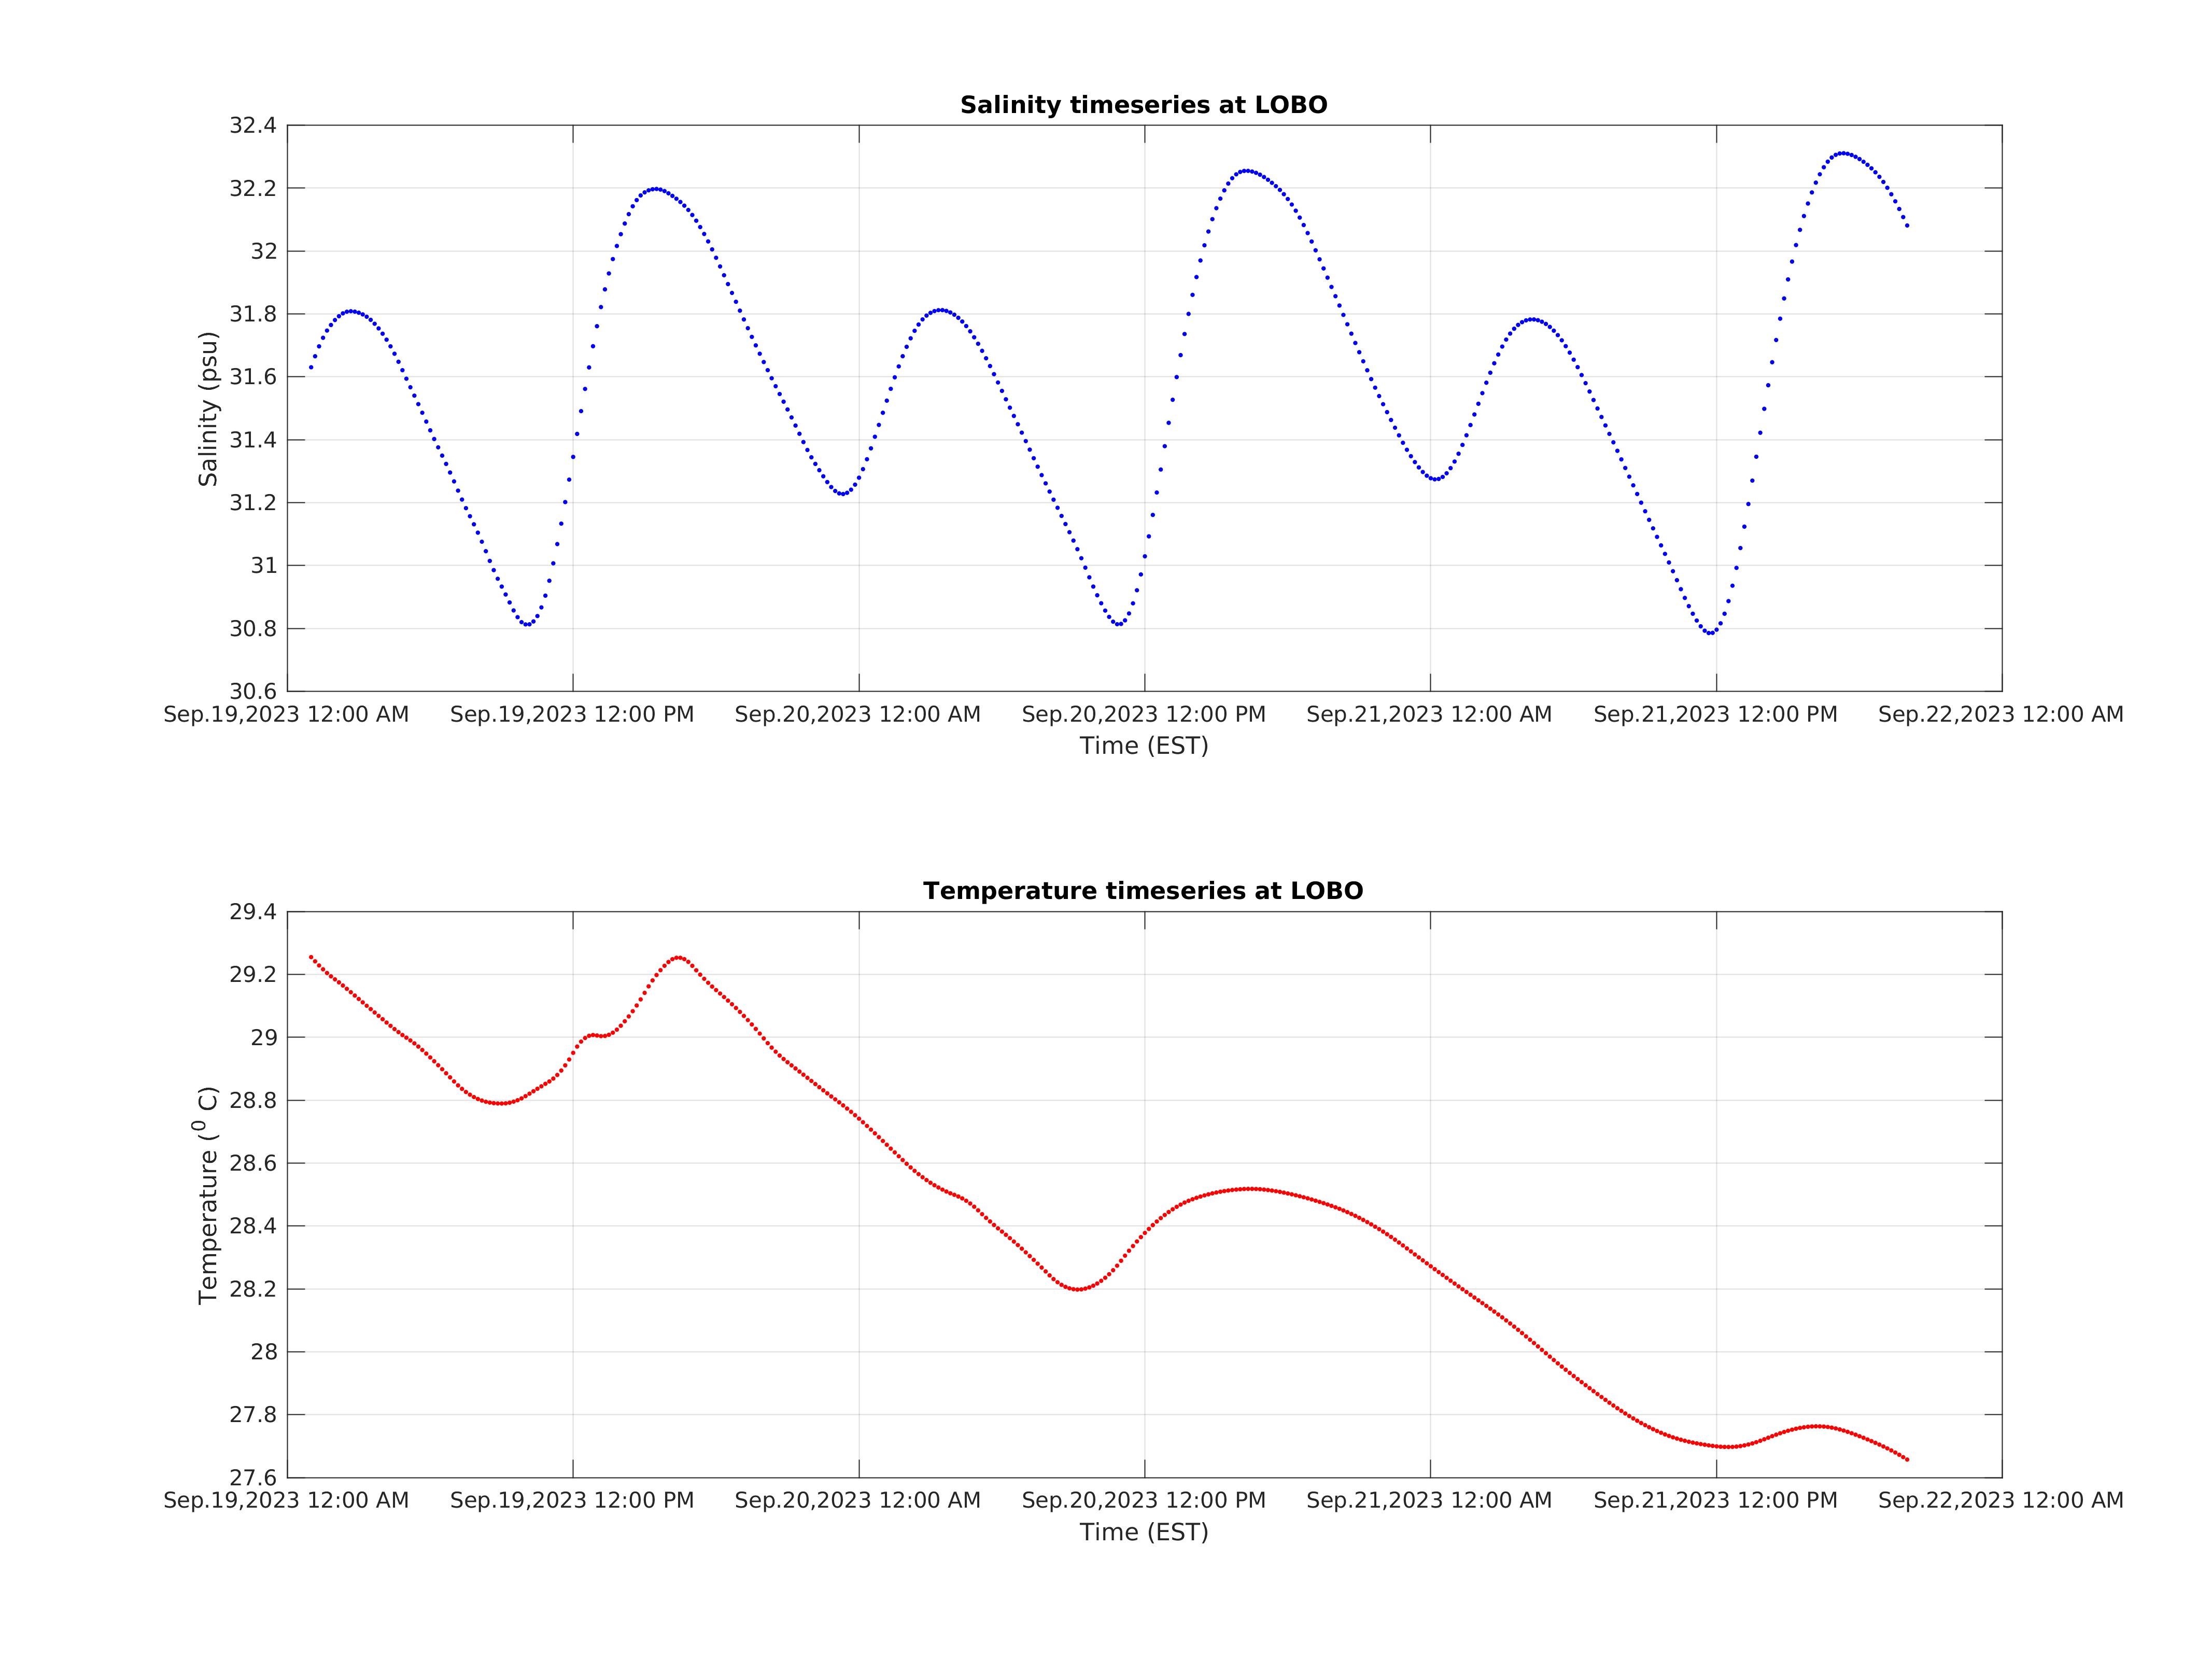 Salinity timeseries at LOBO
32.4
32.2
32
31.8
31.6
31.4
31.2
31
30.8
30.6
Salinity (psu)
Sep.19,2023 12:00 AM Sep.19,2023 12:00 PM Sep.20,2023 12:00 AM Sep.20,2023 12:00 PM Sep.21,2023 12:00 AM Sep.21,2023 12:00 PM Sep.22,2023 12:00 AM
Time (EST)
Temperature timeseries at LOBO
29.4
29.2
29
28.8
28.6
28.4
28.2
28
27.8
27.6
Temperature (⁰ C)
Sep.19,2023 12:00 AM Sep.19,2023 12:00 PM Sep.20,2023 12:00 AM Sep.20,2023 12:00 PM Sep.21,2023 12:00 AM Sep.21,2023 12:00 PM Sep.22,2023 12:00 AM
Time (EST)